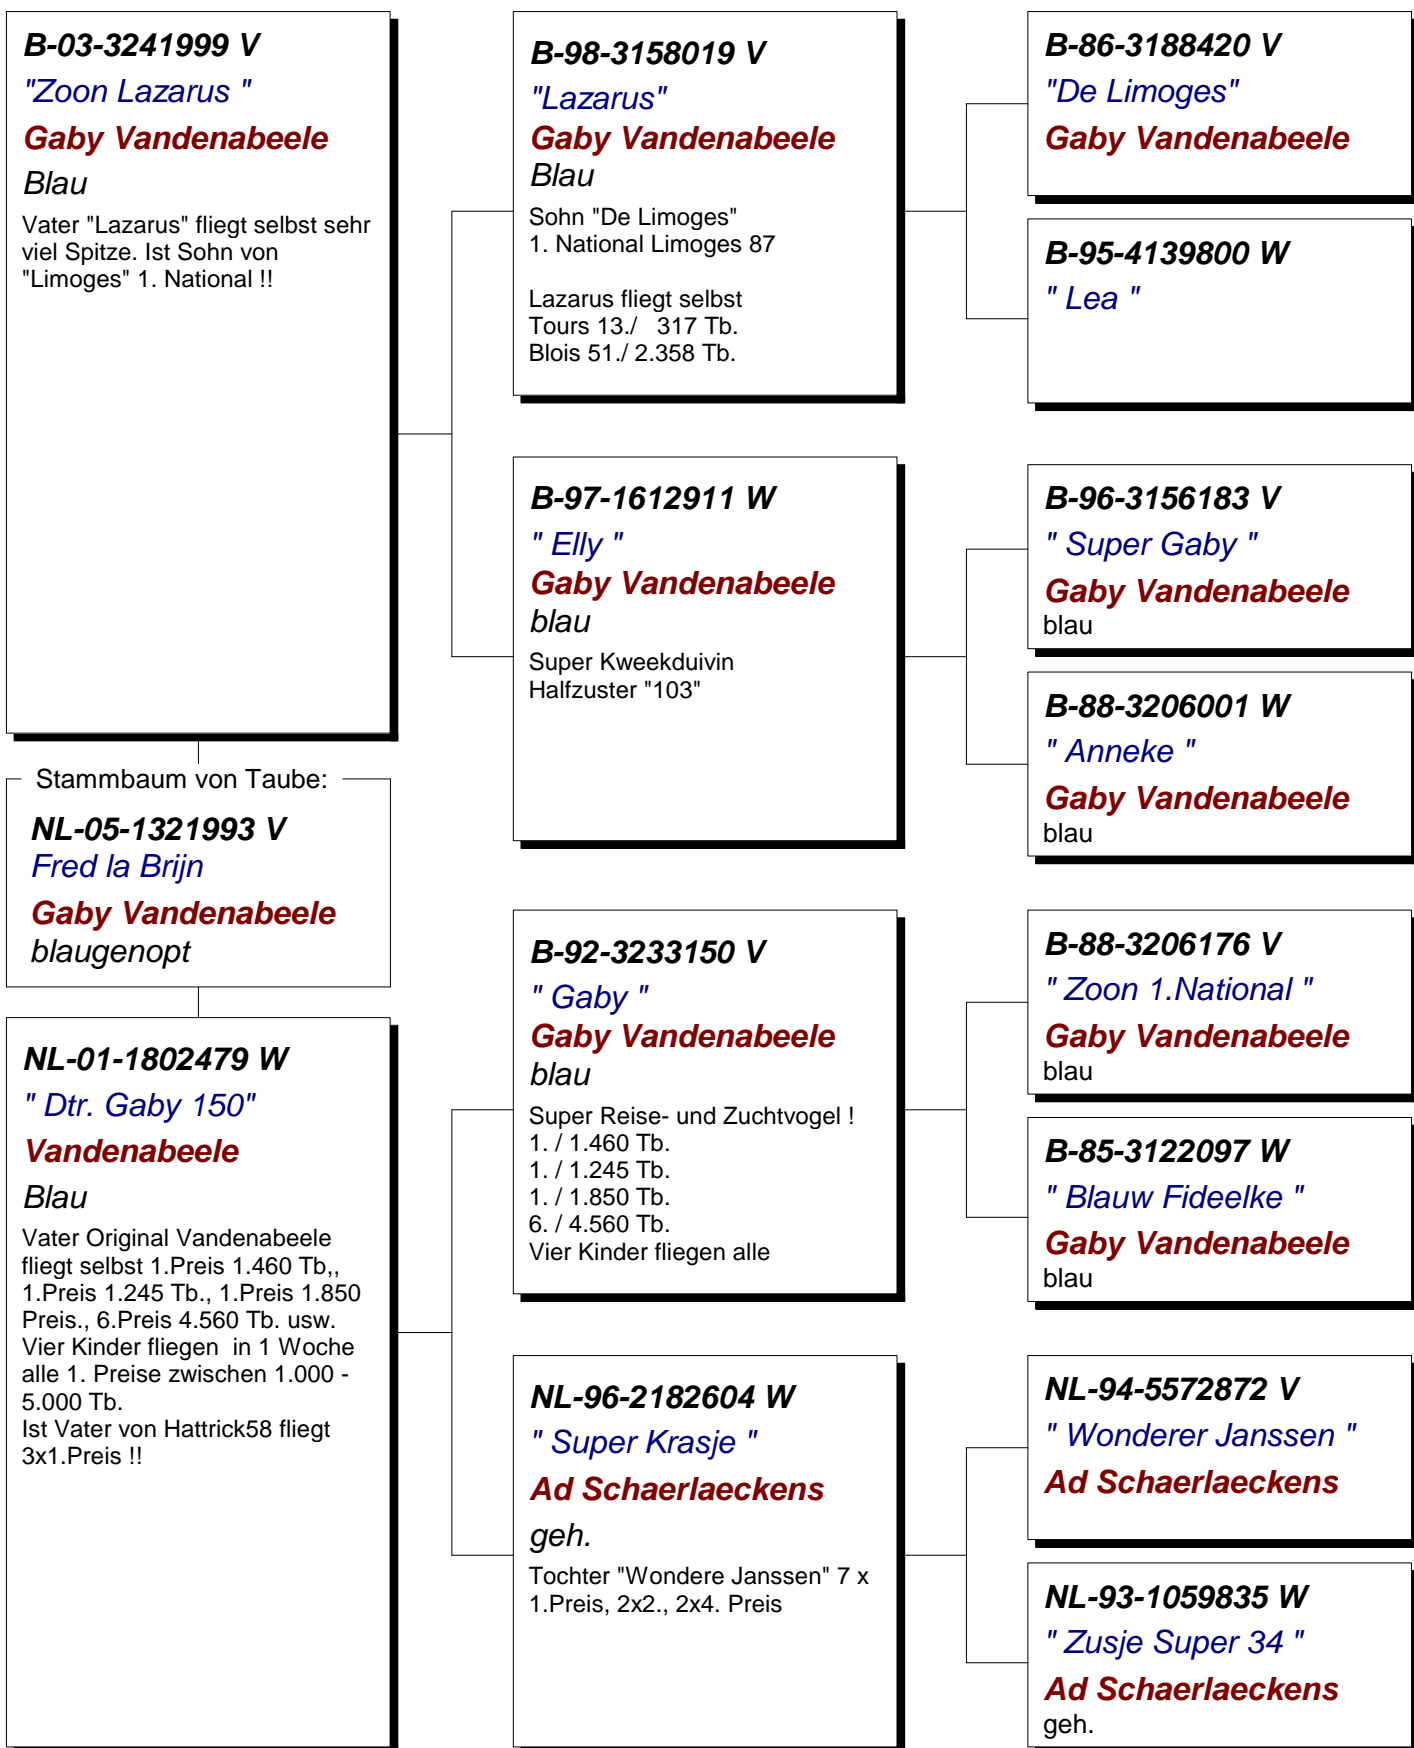 B-03-3241999 V
"Zoon Lazarus "
Gaby Vandenabeele
Blau
Vater "Lazarus" fliegt selbst sehr
viel Spitze. Ist Sohn von
"Limoges" 1. National !!
Stammbaum von Taube:
NL-05-1321993 V
Fred la Brijn
Gaby Vandenabeele
blaugenopt
NL-01-1802479 W
" Dtr. Gaby 150"
Vandenabeele
Blau
Vater Original Vandenabeele
fliegt selbst 1.Preis 1.460 Tb,,
1.Preis 1.245 Tb., 1.Preis 1.850
Preis., 6.Preis 4.560 Tb. usw.
Vier Kinder fliegen  in 1 Woche
alle 1. Preise zwischen 1.000 -
5.000 Tb.
Ist Vater von Hattrick58 fliegt
3x1.Preis !!
B-98-3158019 V
"Lazarus"
Gaby Vandenabeele
Blau
Sohn "De Limoges"
1. National Limoges 87
Lazarus fliegt selbst
Tours 13./   317 Tb.
Blois 51./ 2.358 Tb.
B-97-1612911 W
" Elly "
Gaby Vandenabeele
blau
Super Kweekduivin
Halfzuster "103"
B-92-3233150 V
" Gaby "
Gaby Vandenabeele
blau
Super Reise- und Zuchtvogel !
1. / 1.460 Tb.
1. / 1.245 Tb.
1. / 1.850 Tb.
6. / 4.560 Tb.
Vier Kinder fliegen alle
NL-96-2182604 W
" Super Krasje "
Ad Schaerlaeckens
geh.
Tochter "Wondere Janssen" 7 x
1.Preis, 2x2., 2x4. Preis
B-86-3188420 V
"De Limoges"
Gaby Vandenabeele
B-95-4139800 W
" Lea "
B-96-3156183 V
" Super Gaby "
Gaby Vandenabeele
blau
B-88-3206001 W
" Anneke "
Gaby Vandenabeele
blau
B-88-3206176 V
" Zoon 1.National "
Gaby Vandenabeele
blau
B-85-3122097 W
" Blauw Fideelke "
Gaby Vandenabeele
blau
NL-94-5572872 V
" Wonderer Janssen "
Ad Schaerlaeckens
NL-93-1059835 W
" Zusje Super 34 "
Ad Schaerlaeckens
geh.